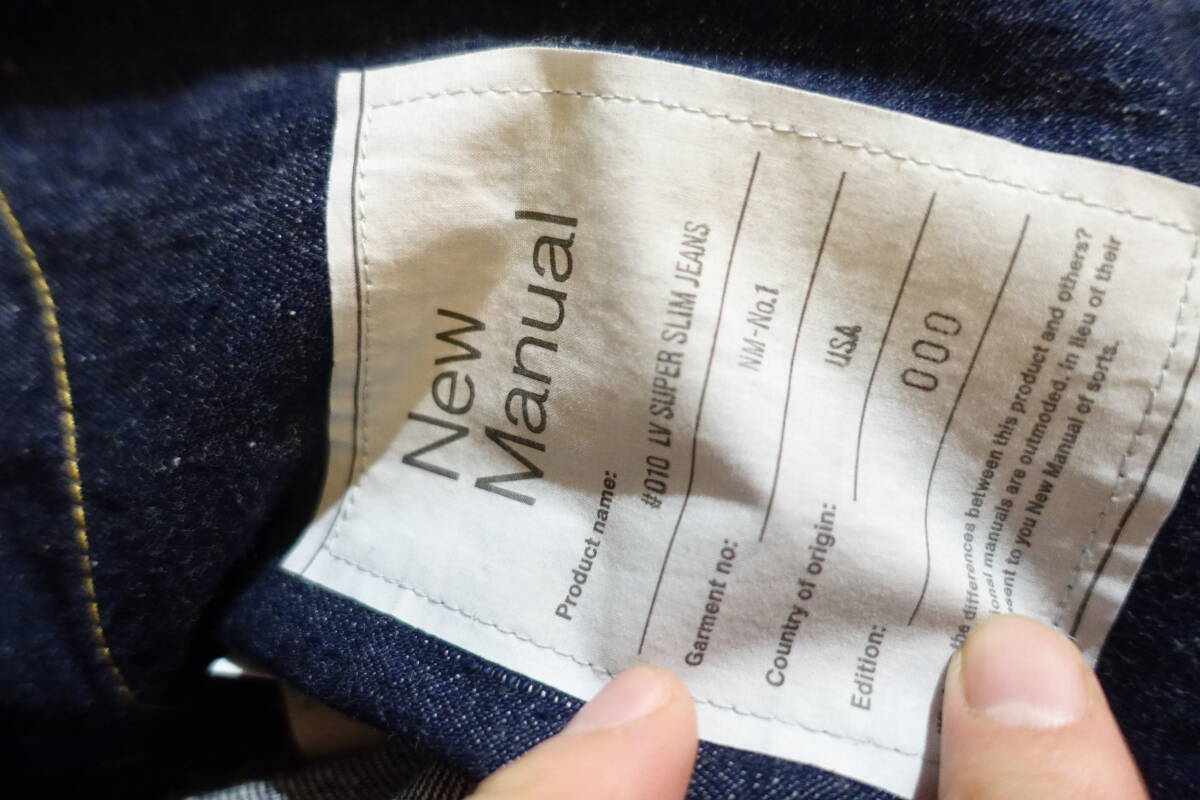 New
Manual
Product name:
#010 LV SUPER SLIM JEANS
Garment no:
NM-No.1
Country of origin:
USA
Edition:
000
the differences between this product and others?
manuals are outmoded. In lieu of their
to you New Manual of sorts.